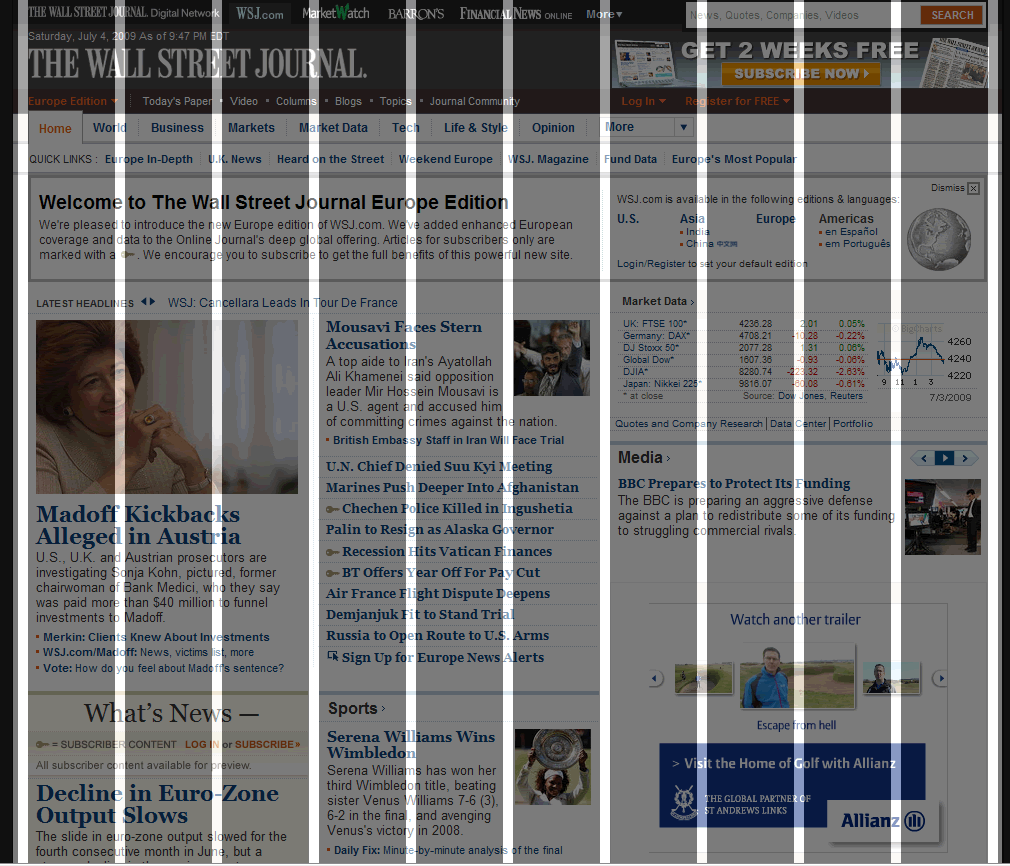 THE WALL STREET JOURNAL. Digital Network WSJ.com MarketWatch BARRON'S FINANCIAL NEWS ONLINE More▾ News, Quotes, Companies, Videos SEARCH
Saturday, July 4, 2009 As of 9:47 PM EDT
THE WALL STREET JOURNAL.
GET 2 WEEKS FREE
SUBSCRIBE NOW
Europe Edition ▾ Today's Paper • Video • Columns • Blogs • Topics • Journal Community Log In ▾ Register for FREE ▾
Home World Business Markets Market Data Tech Life & Style Opinion More
QUICK LINKS : Europe In-Depth U.K. News Heard on the Street Weekend Europe WSJ. Magazine Fund Data Europe's Most Popular
Welcome to The Wall Street Journal Europe Edition
We're pleased to introduce the new Europe edition of WSJ.com. We've added enhanced European
coverage and data to the Online Journal's deep global offering. Articles for subscribers only are
marked with a . We encourage you to subscribe to get the full benefits of this powerful new site.
Dismiss
WSJ.com is available in the following editions & languages:
U.S. Asia Europe Americas
• India • en Español
• China 中文网 • em Português
Login/Register to set your default edition
LATEST HEADLINES WSJ: Cancellara Leads In Tour De France
Madoff Kickbacks
Alleged in Austria
U.S., U.K. and Austrian prosecutors are
investigating Sonja Kohn, pictured, former
chairwoman of Bank Medici, who they say
was paid more than $40 million to funnel
investments to Madoff.
• Merkin: Clients Knew About Investments
• WSJ.com/Madoff: News, victims list, more
• Vote: How do you feel about Madoff's sentence?
What's News —
= SUBSCRIBER CONTENT LOG IN or SUBSCRIBE»
All subscriber content available for preview.
Decline in Euro-Zone
Output Slows
The slide in euro-zone output slowed for the
fourth consecutive month in June, but a
Mousavi Faces Stern
Accusations
A top aide to Iran's Ayatollah
Ali Khamenei said opposition
leader Mir Hossein Mousavi is
a U.S. agent and accused him
of committing crimes against the nation.
• British Embassy Staff in Iran Will Face Trial
U.N. Chief Denied Suu Kyi Meeting
Marines Push Deeper Into Afghanistan
Chechen Police Killed in Ingushetia
Palin to Resign as Alaska Governor
Recession Hits Vatican Finances
BT Offers Year Off For Pay Cut
Air France Flight Dispute Deepens
Demjanjuk Fit to Stand Trial
Russia to Open Route to U.S. Arms
Sign Up for Europe News Alerts
Sports ›
Serena Williams Wins
Wimbledon
Serena Williams has won her
third Wimbledon title, beating
sister Venus Williams 7-6 (3),
6-2 in the final, and avenging
Venus's victory in 2008.
• Daily Fix: Minute-by-minute analysis of the final
Market Data ›
UK: FTSE 100* 4236.28 2.01 0.05%
Germany: DAX* 4708.21 -10.28 -0.22%
DJ Stoxx 50* 2077.28 1.31 0.06%
Global Dow* 1607.36 -0.93 -0.06%
DJIA* 8280.74 -223.32 -2.63%
Japan: Nikkei 225* 9816.07 -60.08 -0.61%
* at close Source: Dow Jones, Reuters
BigCharts
4260
4240
4220
9 11 1 3
7/3/2009
Quotes and Company Research | Data Center | Portfolio
Media ›
BBC Prepares to Protect Its Funding
The BBC is preparing an aggressive defense
against a plan to redistribute some of its funding
to struggling commercial rivals.
Watch another trailer
Escape from hell
> Visit the Home of Golf with Allianz
THE GLOBAL PARTNER OF
ST ANDREWS LINKS
Allianz